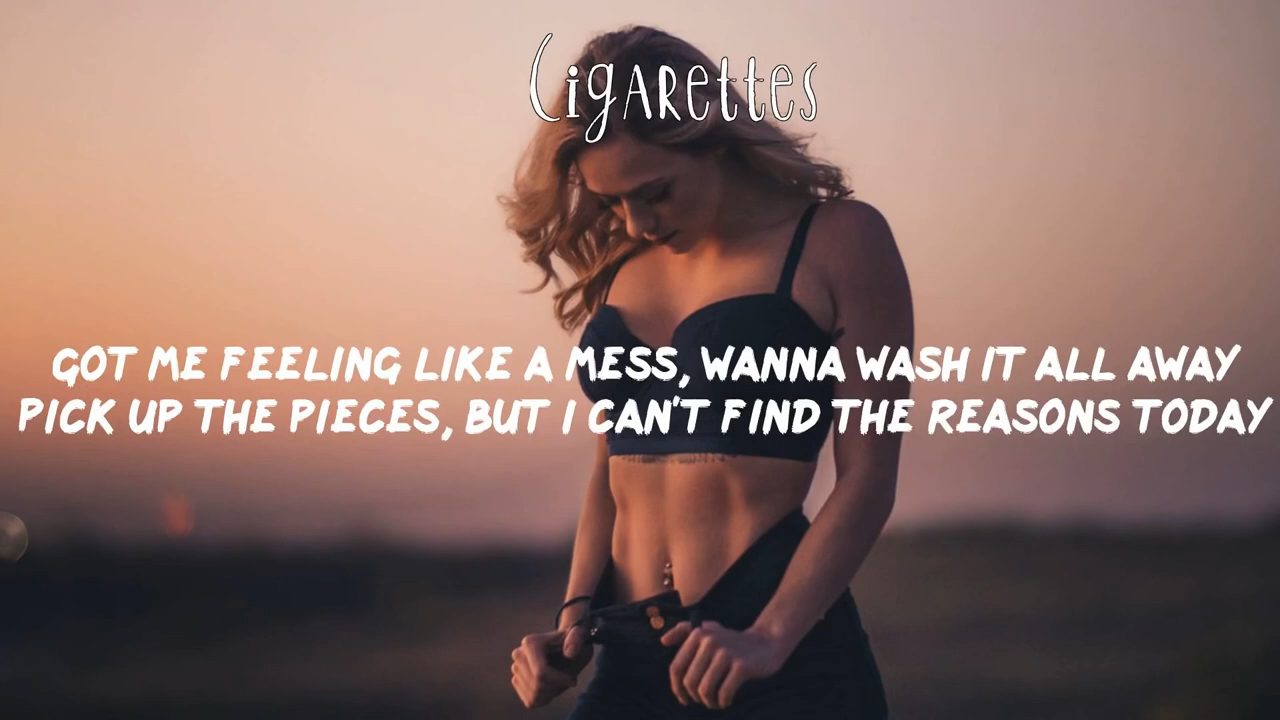 Cigarettes
GOT ME FEELING LIKE A MESS, WANNA WASH IT ALL AWAY
PICK UP THE PIECES, BUT I CAN'T FIND THE REASONS TODAY